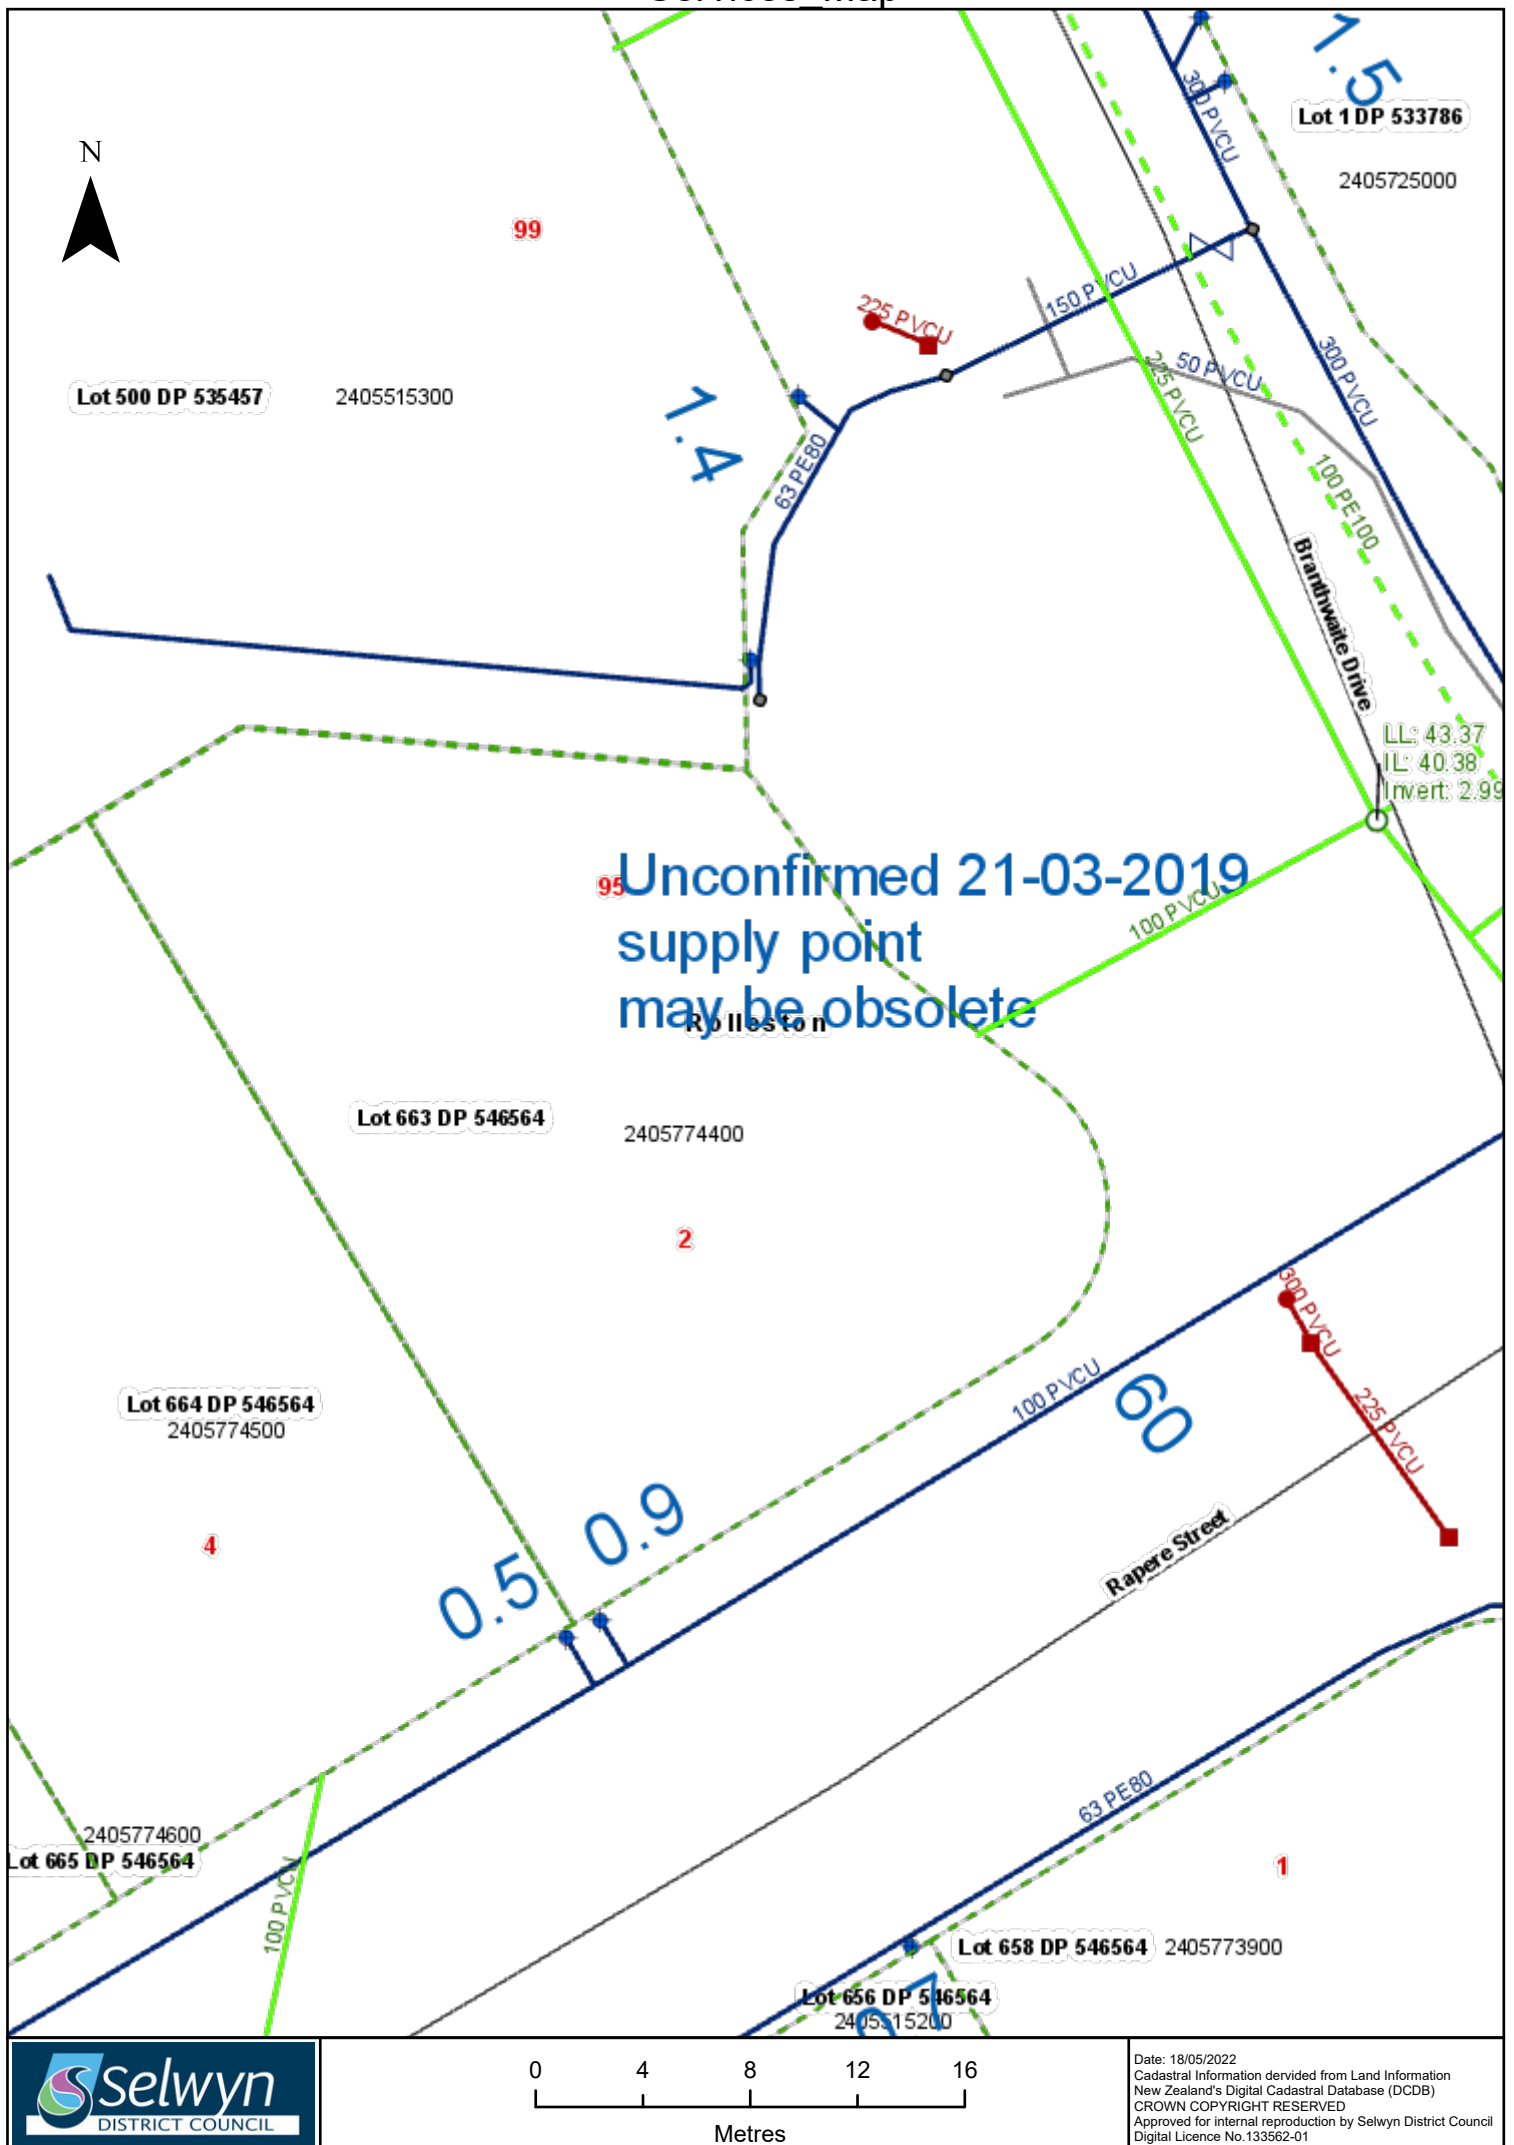 Services_Map
1.5
300 PVCU
Lot 1 DP 533786
2405725000
N
99
225 PVCU
150 PVCU
Lot 500 DP 535457
2405515300
1.4
63 PE80
225 PVCU
50 PVCU
300 PVCU
100 PE100
Branthwaite Drive
LL: 43.37
IL: 40.38
Invert: 2.99
95
Unconfirmed 21-03-2019
supply point
may be obsolete
100 PVCU
Rolleston
Lot 663 DP 546564
2405774400
2
300 PVCU
225 PVCU
100 PVCU
60
Lot 664 DP 546564
2405774500
4
0.9
0.5
Rapere Street
63 PE80
2405774600
Lot 665 DP 546564
100 PVCU
1
Lot 658 DP 546564
2405773900
Lot 656 DP 546564
2405515200
Selwyn
DISTRICT COUNCIL
0 4 8 12 16
Metres
Date: 18/05/2022
Cadastral Information dervided from Land Information
New Zealand's Digital Cadastral Database (DCDB)
CROWN COPYRIGHT RESERVED
Approved for internal reproduction by Selwyn District Council
Digital Licence No.133562-01